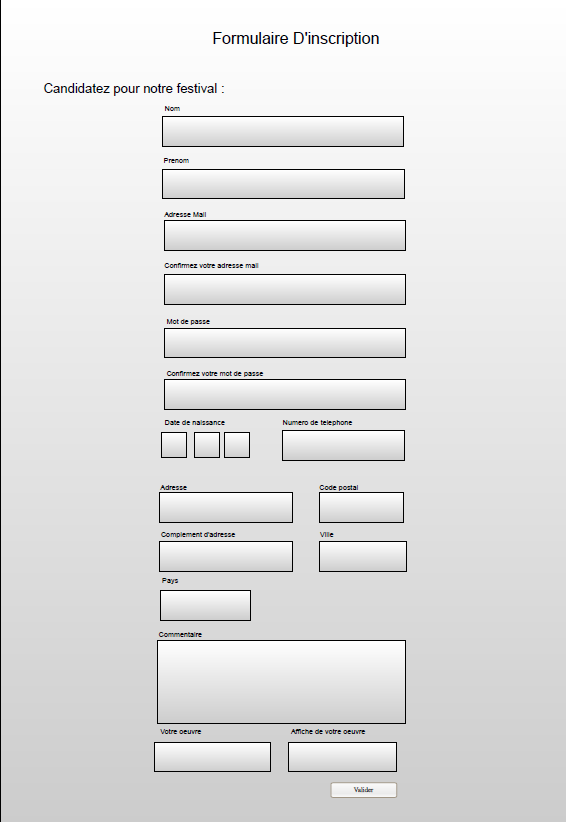 Formulaire D'inscription
Candidatez pour notre festival :
Nom
Prenom
Adresse Mail
Confirmez votre adresse mail
Mot de passe
Confirmez votre mot de passe
Date de naissance
Numero de telephone
Adresse
Code postal
Complement d'adresse
Ville
Pays
Commentaire
Votre oeuvre
Affiche de votre oeuvre
Valider